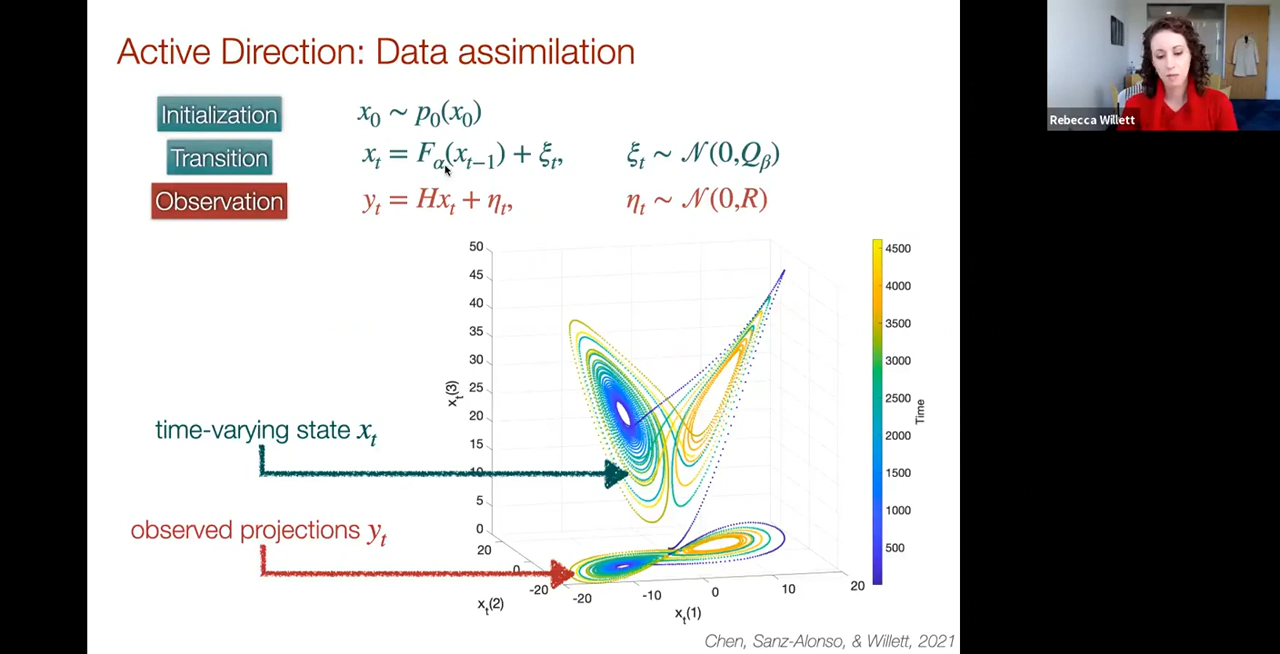 Active Direction: Data assimilation
Initialization x₀ ~ p₀(x₀)
Transition xₜ = F_α(xₜ₋₁) + ξₜ, ξₜ ~ 𝒩(0,Q_β)
Observation yₜ = Hxₜ + ηₜ, ηₜ ~ 𝒩(0,R)
time-varying state xₜ
observed projections yₜ
50
45
40
35
30
25
20
15
10
5
0
xₜ(3)
20
0
-20
xₜ(2)
-20
-10
0
10
20
xₜ(1)
4500
4000
3500
3000
2500
2000
1500
1000
500
Time
Chen, Sanz-Alonso, & Willett, 2021
Rebecca Willett